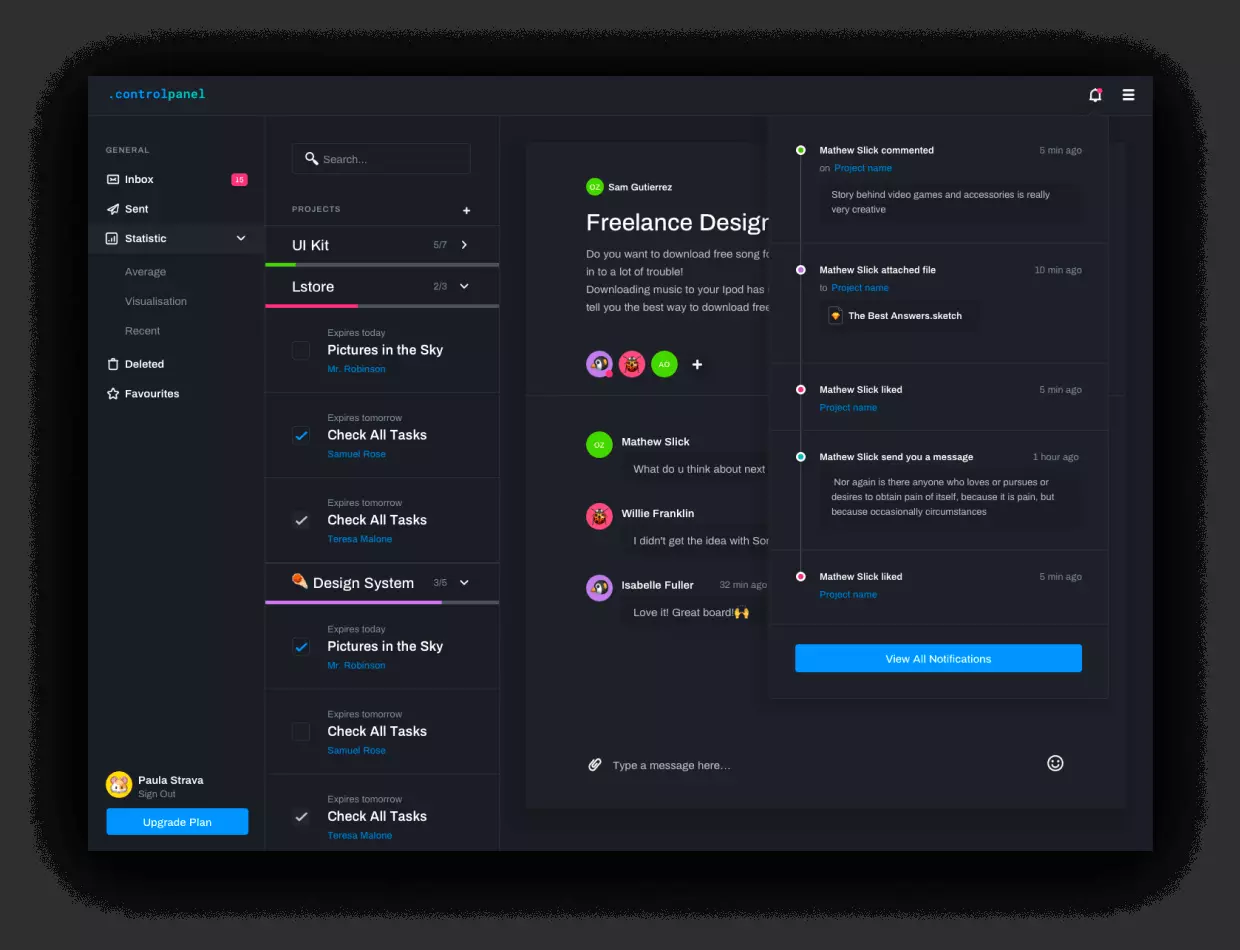 .controlpanel
GENERAL
Inbox
16
Sent
Statistic
Average
Visualisation
Recent
Deleted
Favourites
Paula Strava
Sign Out
Upgrade Plan
Search...
PROJECTS +
UI Kit 5/7
Lstore 2/3
Expires today
Pictures in the Sky
Mr. Robinson
Expires tomorrow
Check All Tasks
Samuel Rose
Expires tomorrow
Check All Tasks
Teresa Malone
Design System 3/5
Expires today
Pictures in the Sky
Mr. Robinson
Expires tomorrow
Check All Tasks
Samuel Rose
Expires tomorrow
Check All Tasks
Teresa Malone
OZ Sam Gutierrez
Freelance Design
Do you want to download free song fo
in to a lot of trouble!
Downloading music to your Ipod has
tell you the best way to download free
AO +
OZ
Mathew Slick
What do u think about next
Willie Franklin
I didn't get the idea with Son
Isabelle Fuller 32 min ago
Love it! Great board!🙌
Type a message here...
Mathew Slick commented 5 min ago
on Project name
Story behind video games and accessories is really
very creative
Mathew Slick attached file 10 min ago
to Project name
The Best Answers.sketch
Mathew Slick liked 5 min ago
Project name
Mathew Slick send you a message 1 hour ago
Nor again is there anyone who loves or pursues or
desires to obtain pain of itself, because it is pain, but
because occasionally circumstances
Mathew Slick liked 5 min ago
Project name
View All Notifications